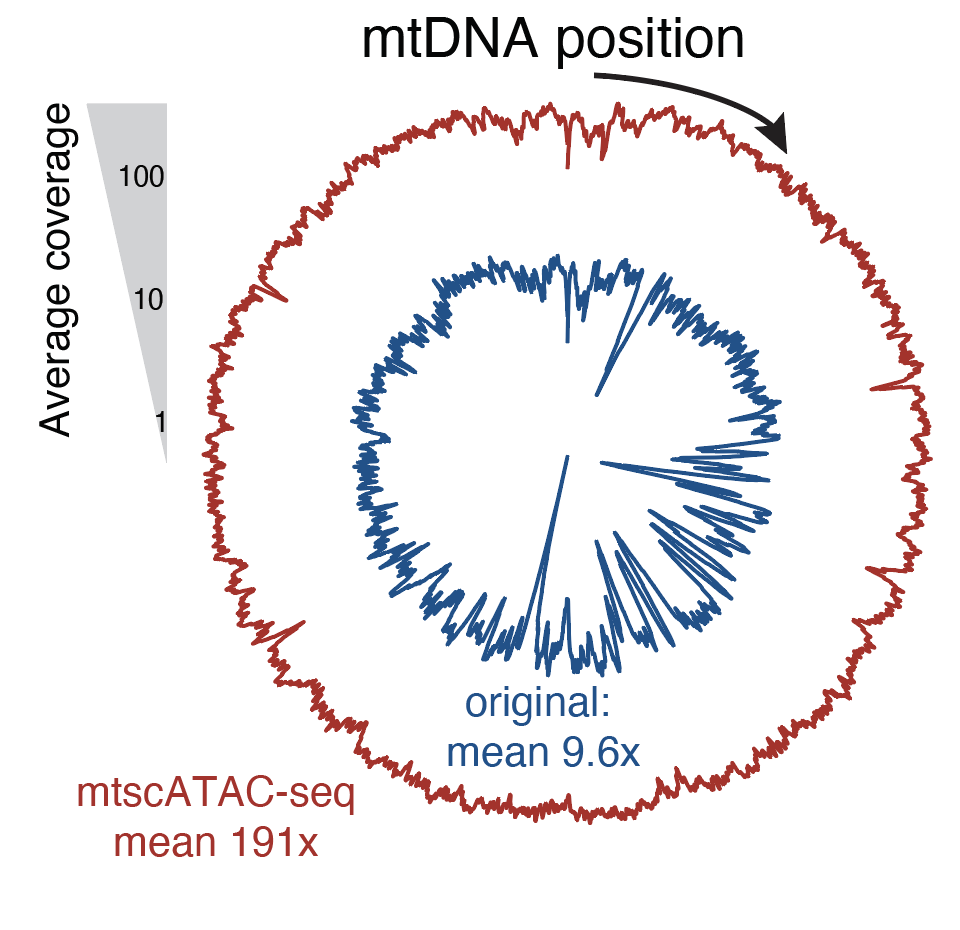 mtDNA position
Average coverage
100
10
1
original:
mean 9.6x
mtscATAC-seq
mean 191x